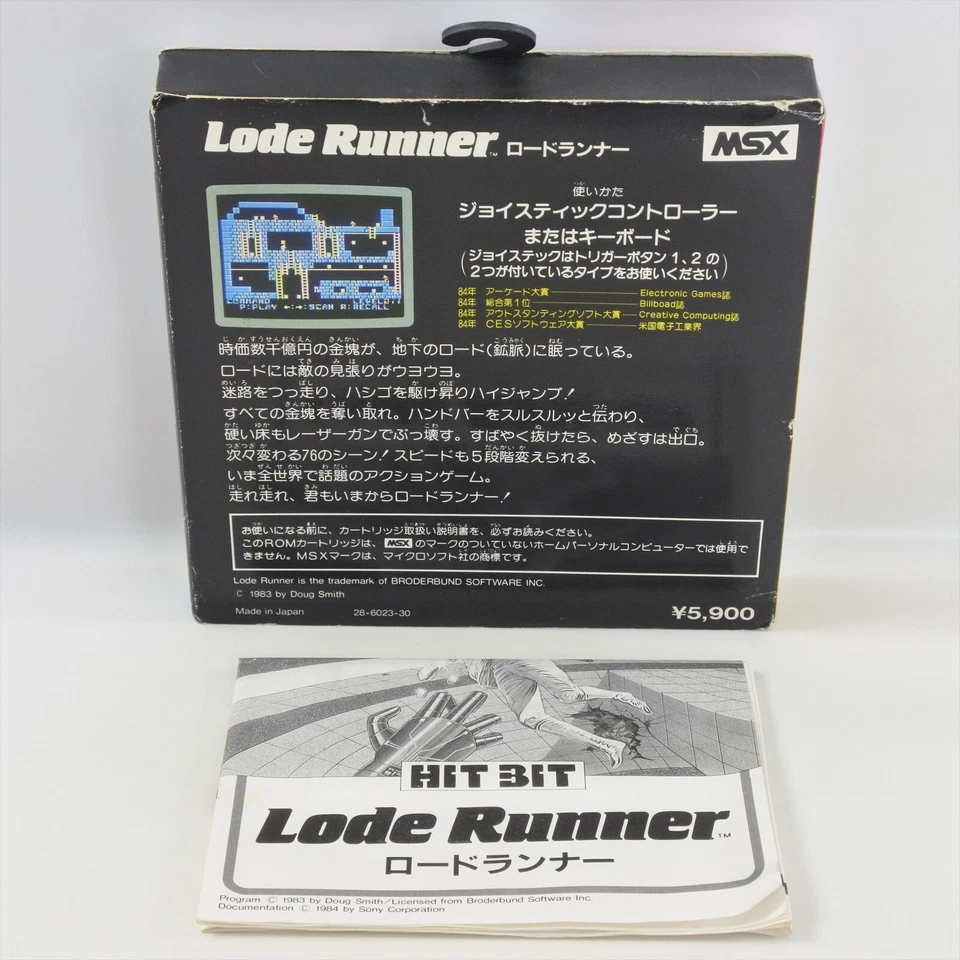 Lode Runner™ ロードランナー
MSX
COMMAND LEVEL077
P:PLAY ←:→:SCAN R:RECALL
使いかた
ジョイスティックコントローラー
またはキーボード
(ジョイステックはトリガーボタン1、2の
2つが付いているタイプをお使いください)
84年 アーケード大賞 ——— Electronic Games誌
84年 総合第1位 ——— Billboad誌
84年 アウトスタンディングソフト大賞 — Creative Computing誌
84年 CESソフトウェア大賞 ——— 米国電子工業界
時価数千億円の金塊が、地下のロード(鉱脈)に眠っている。
ロードには敵の見張りがウヨウヨ。
迷路をつっ走り、ハシゴを駆け昇りハイジャンプ!
すべての金塊を奪い取れ。ハンドバーをスルスルッと伝わり、
硬い床もレーザーガンでぶっ壊す。すばやく抜けたら、めざすは出口。
次々変わる76のシーン!スピードも5段階変えられる、
いま全世界で話題のアクションゲーム。
走れ走れ、君もいまからロードランナー!
お使いになる前に、カートリッジ取扱い説明書を、必ずお読みください。
このROMカートリッジは、MSXのマークのついていないホームパーソナルコンピューターでは使用で
きません。MSXマークは、マイクロソフト社の商標です。
Lode Runner is the trademark of BRODERBUND SOFTWARE INC.
© 1983 by Doug Smith
Made in Japan 28-6023-30 ¥5,900
HIT BIT
Lode Runner™
ロードランナー
Program © 1983 by Doug Smith/Licensed from Broderbund Software Inc.
Documentation © 1984 by Sony Corporation